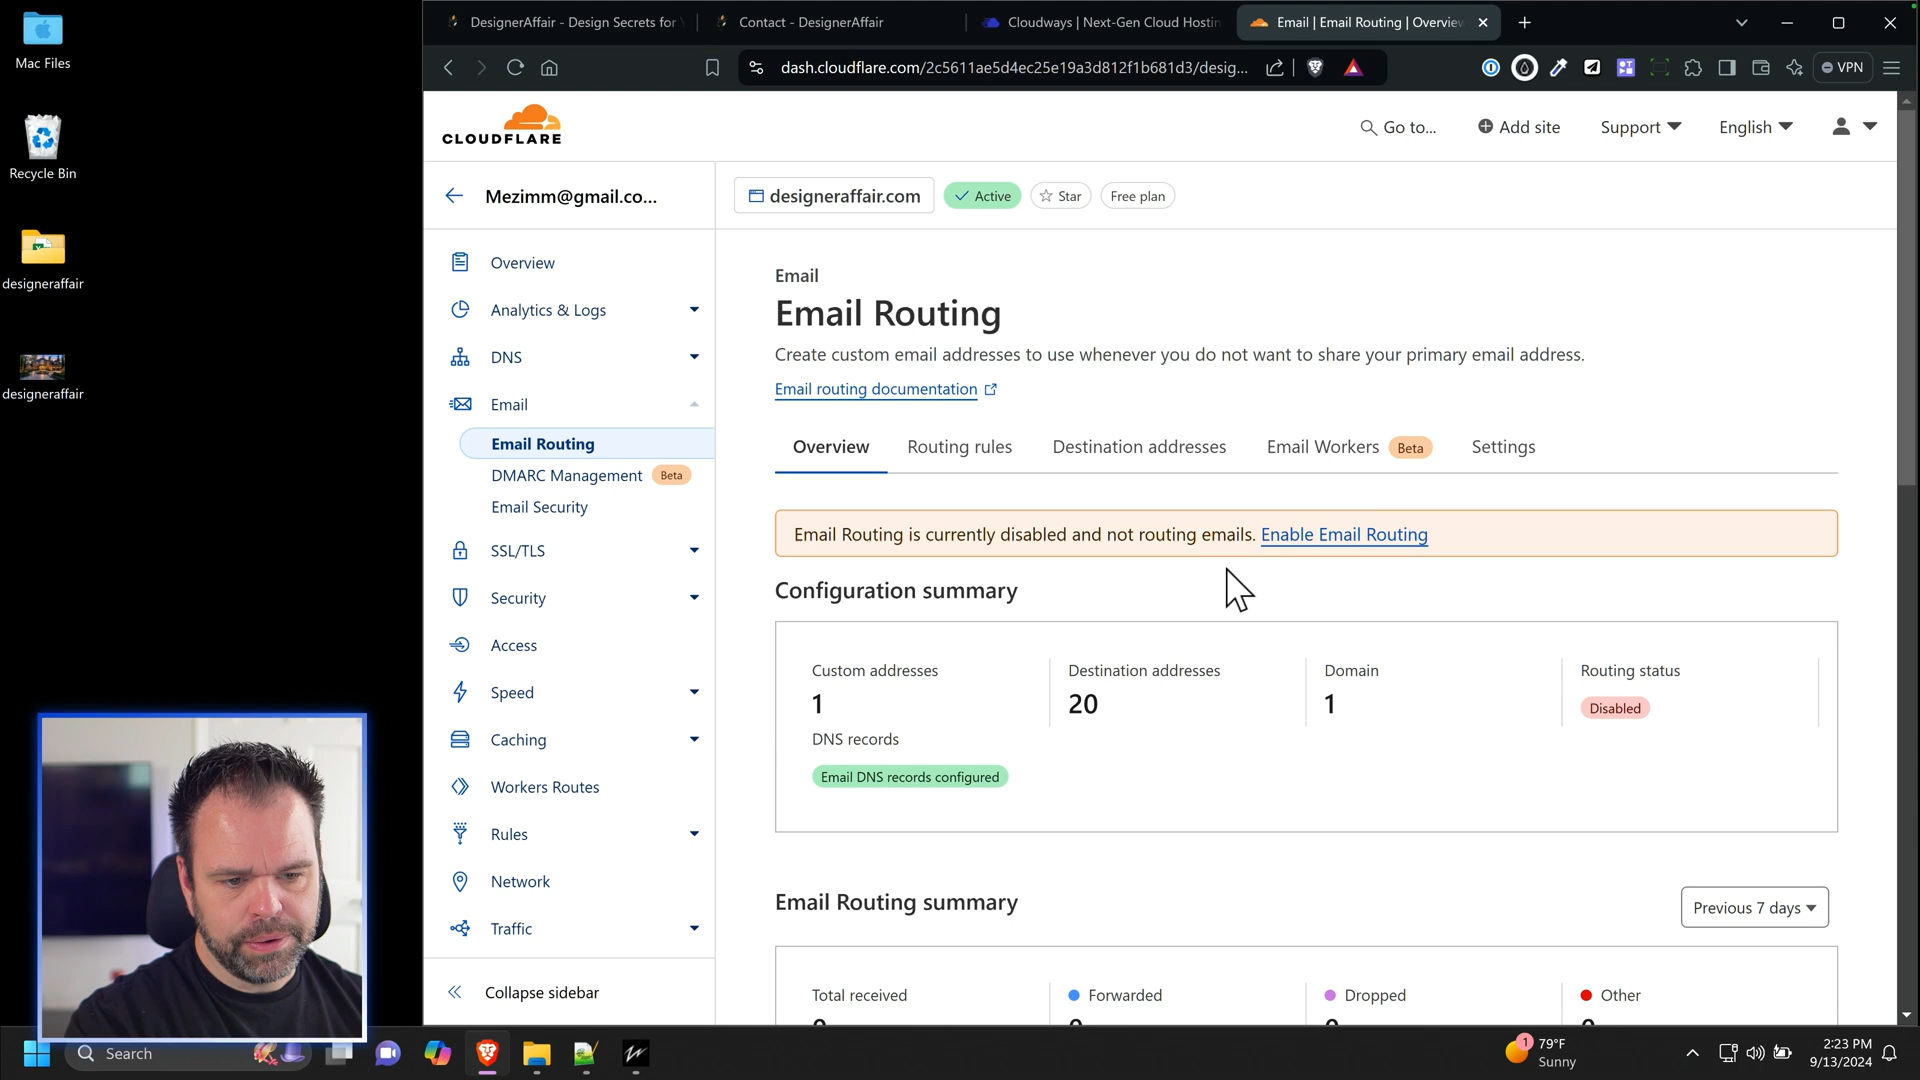 Mac Files
Recycle Bin
designeraffair
designeraffair
DesignerAffair - Design Secrets for
Contact - DesignerAffair
Cloudways | Next-Gen Cloud Hostin
Email | Email Routing | Overview
dash.cloudflare.com/2c5611ae5d4ec25e19a3d812f1b681d3/desig...
VPN
CLOUDFLARE
Go to...
Add site
Support
English
Mezimm@gmail.co...
designeraffair.com
Active
Star
Free plan
Overview
Analytics & Logs
DNS
Email
Email Routing
DMARC Management Beta
Email Security
SSL/TLS
Security
Access
Speed
Caching
Workers Routes
Rules
Network
Traffic
Collapse sidebar
Email
Email Routing
Create custom email addresses to use whenever you do not want to share your primary email address.
Email routing documentation
Overview
Routing rules
Destination addresses
Email Workers Beta
Settings
Email Routing is currently disabled and not routing emails. Enable Email Routing
Configuration summary
Custom addresses
1
Destination addresses
20
Domain
1
Routing status
Disabled
DNS records
Email DNS records configured
Email Routing summary
Previous 7 days
Total received
Forwarded
Dropped
Other
Search
1
79°F
Sunny
2:23 PM
9/13/2024